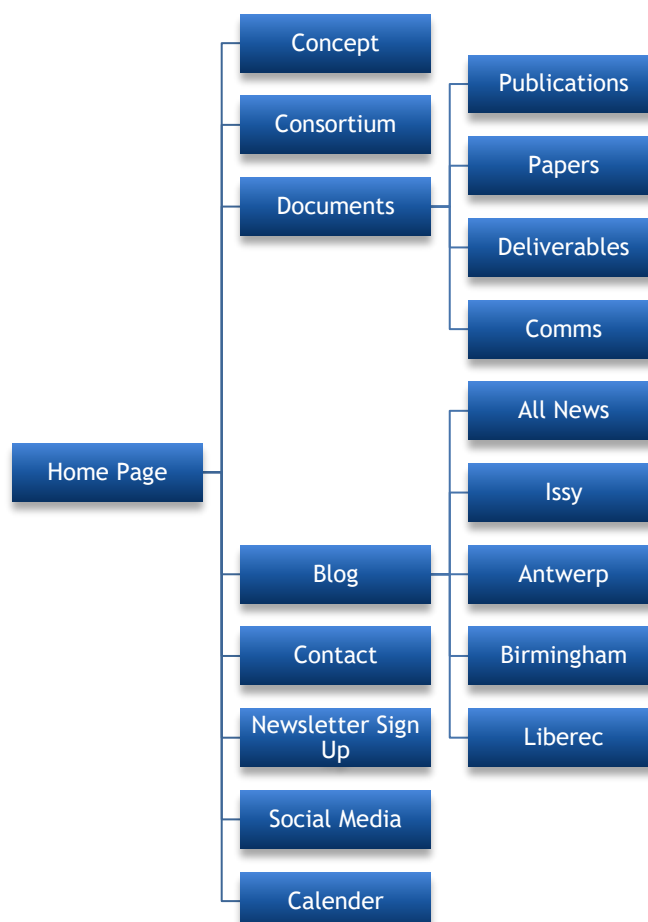 Concept
Consortium
Documents
Publications
Papers
Deliverables
Comms
Home Page
Blog
All News
Issy
Antwerp
Birmingham
Liberec
Contact
Newsletter Sign
Up
Social Media
Calender